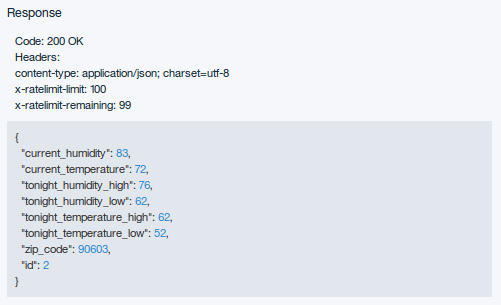 Response
Code: 200 OK
Headers:
content-type: application/json; charset=utf-8
x-ratelimit-limit: 100
x-ratelimit-remaining: 99
{
"current_humidity": 83,
"current_temperature": 72,
"tonight_humidity_high": 76,
"tonight_humidity_low": 62,
"tonight_temperature_high": 62,
"tonight_temperature_low": 52,
"zip_code": 90603,
"id": 2
}